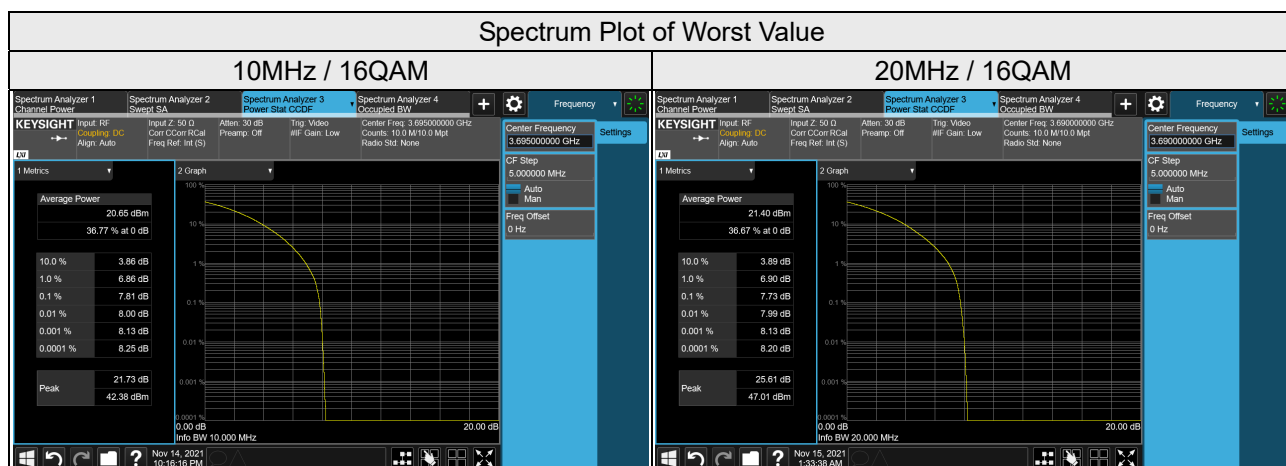 Spectrum Plot of Worst Value
10MHz / 16QAM
20MHz / 16QAM
Spectrum Analyzer 1
Channel Power
Spectrum Analyzer 2
Swept SA
Spectrum Analyzer 3
Power Stat CCDF
Spectrum Analyzer 4
Occupied BW
+
Frequency
KEYSIGHT
Input: RF
Coupling: DC
Align: Auto
Input Z: 50 Ω
Corr CCorr RCal
Freq Ref: Int (S)
Atten: 30 dB
Preamp: Off
Trig: Video
#IF Gain: Low
Center Freq: 3.695000000 GHz
Counts: 10.0 M/10.0 Mpt
Radio Std: None
LXI
Center Frequency
3.695000000 GHz
Settings
CF Step
5.000000 MHz
Auto
Man
Freq Offset
0 Hz
1 Metrics
Average Power
20.65 dBm
36.77 % at 0 dB
10.0 % 3.86 dB
1.0 % 6.86 dB
0.1 % 7.81 dB
0.01 % 8.00 dB
0.001 % 8.13 dB
0.0001 % 8.25 dB
Peak
21.73 dB
42.38 dBm
2 Graph
100 %
10 %
1 %
0.1 %
0.01 %
0.001 %
0.0001 %
0.00 dB
20.00 dB
Info BW 10.000 MHz
?
Nov 14, 2021
10:16:16 PM
Spectrum Analyzer 1
Channel Power
Spectrum Analyzer 2
Swept SA
Spectrum Analyzer 3
Power Stat CCDF
Spectrum Analyzer 4
Occupied BW
+
Frequency
KEYSIGHT
Input: RF
Coupling: DC
Align: Auto
Input Z: 50 Ω
Corr CCorr RCal
Freq Ref: Int (S)
Atten: 30 dB
Preamp: Off
Trig: Video
#IF Gain: Low
Center Freq: 3.695000000 GHz
Counts: 10.0 M/10.0 Mpt
Radio Std: None
LXI
Center Frequency
3.695000000 GHz
Settings
CF Step
5.000000 MHz
Auto
Man
Freq Offset
0 Hz
1 Metrics
Average Power
21.40 dBm
36.67 % at 0 dB
10.0 % 3.89 dB
1.0 % 6.90 dB
0.1 % 7.73 dB
0.01 % 7.99 dB
0.001 % 8.13 dB
0.0001 % 8.20 dB
Peak
25.61 dB
47.01 dBm
2 Graph
100 %
10 %
1 %
0.1 %
0.01 %
0.001 %
0.0001 %
0.00 dB
20.00 dB
Info BW 20.000 MHz
?
Nov 15, 2021
1:33:38 AM